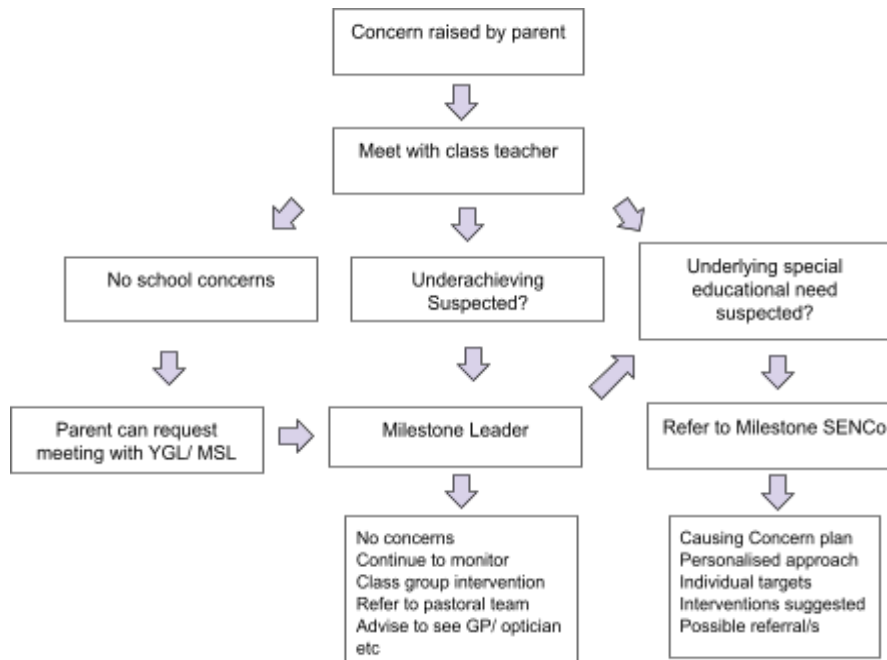 Concern raised by parent
Meet with class teacher
No school concerns
Underachieving
Suspected?
Underlying special
educational need
suspected?
Parent can request
meeting with YGL/ MSL
Milestone Leader
Refer to Milestone SENCo
No concerns
Continue to monitor
Class group intervention
Refer to pastoral team
Advise to see GP/ optician
etc
Causing Concern plan
Personalised approach
Individual targets
Interventions suggested
Possible referral/s